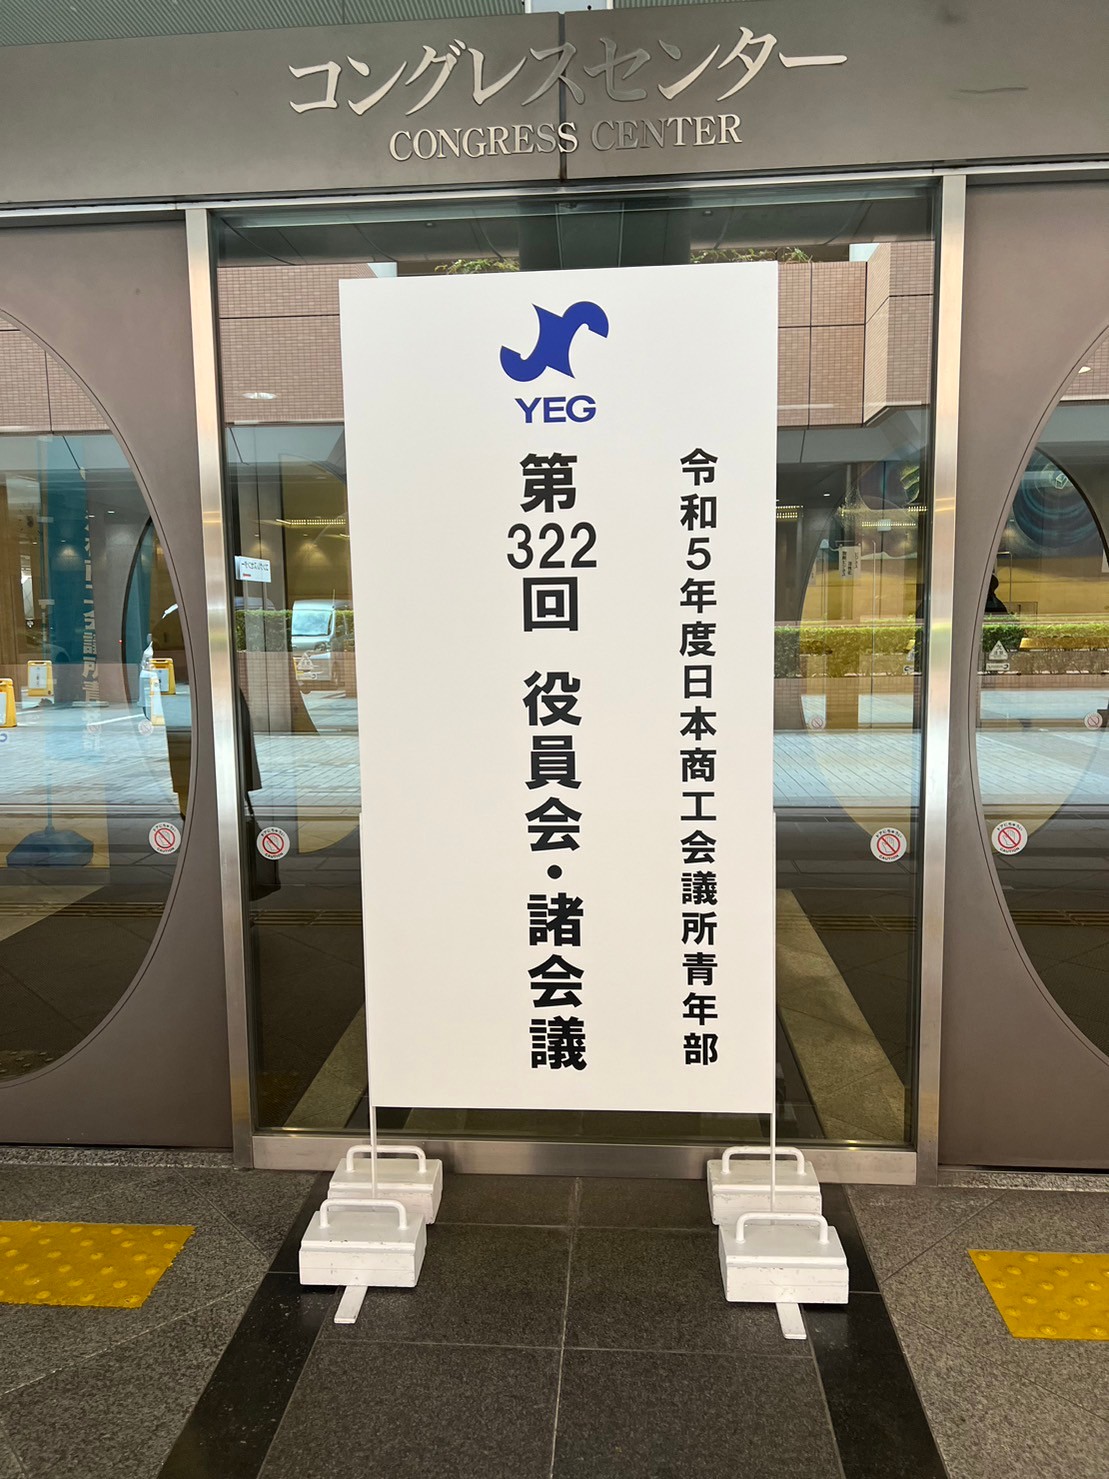 コングレスセンター
CONGRESS CENTER
YEG
令和5年度日本商工会議所青年部
第322回 役員会・諸会議